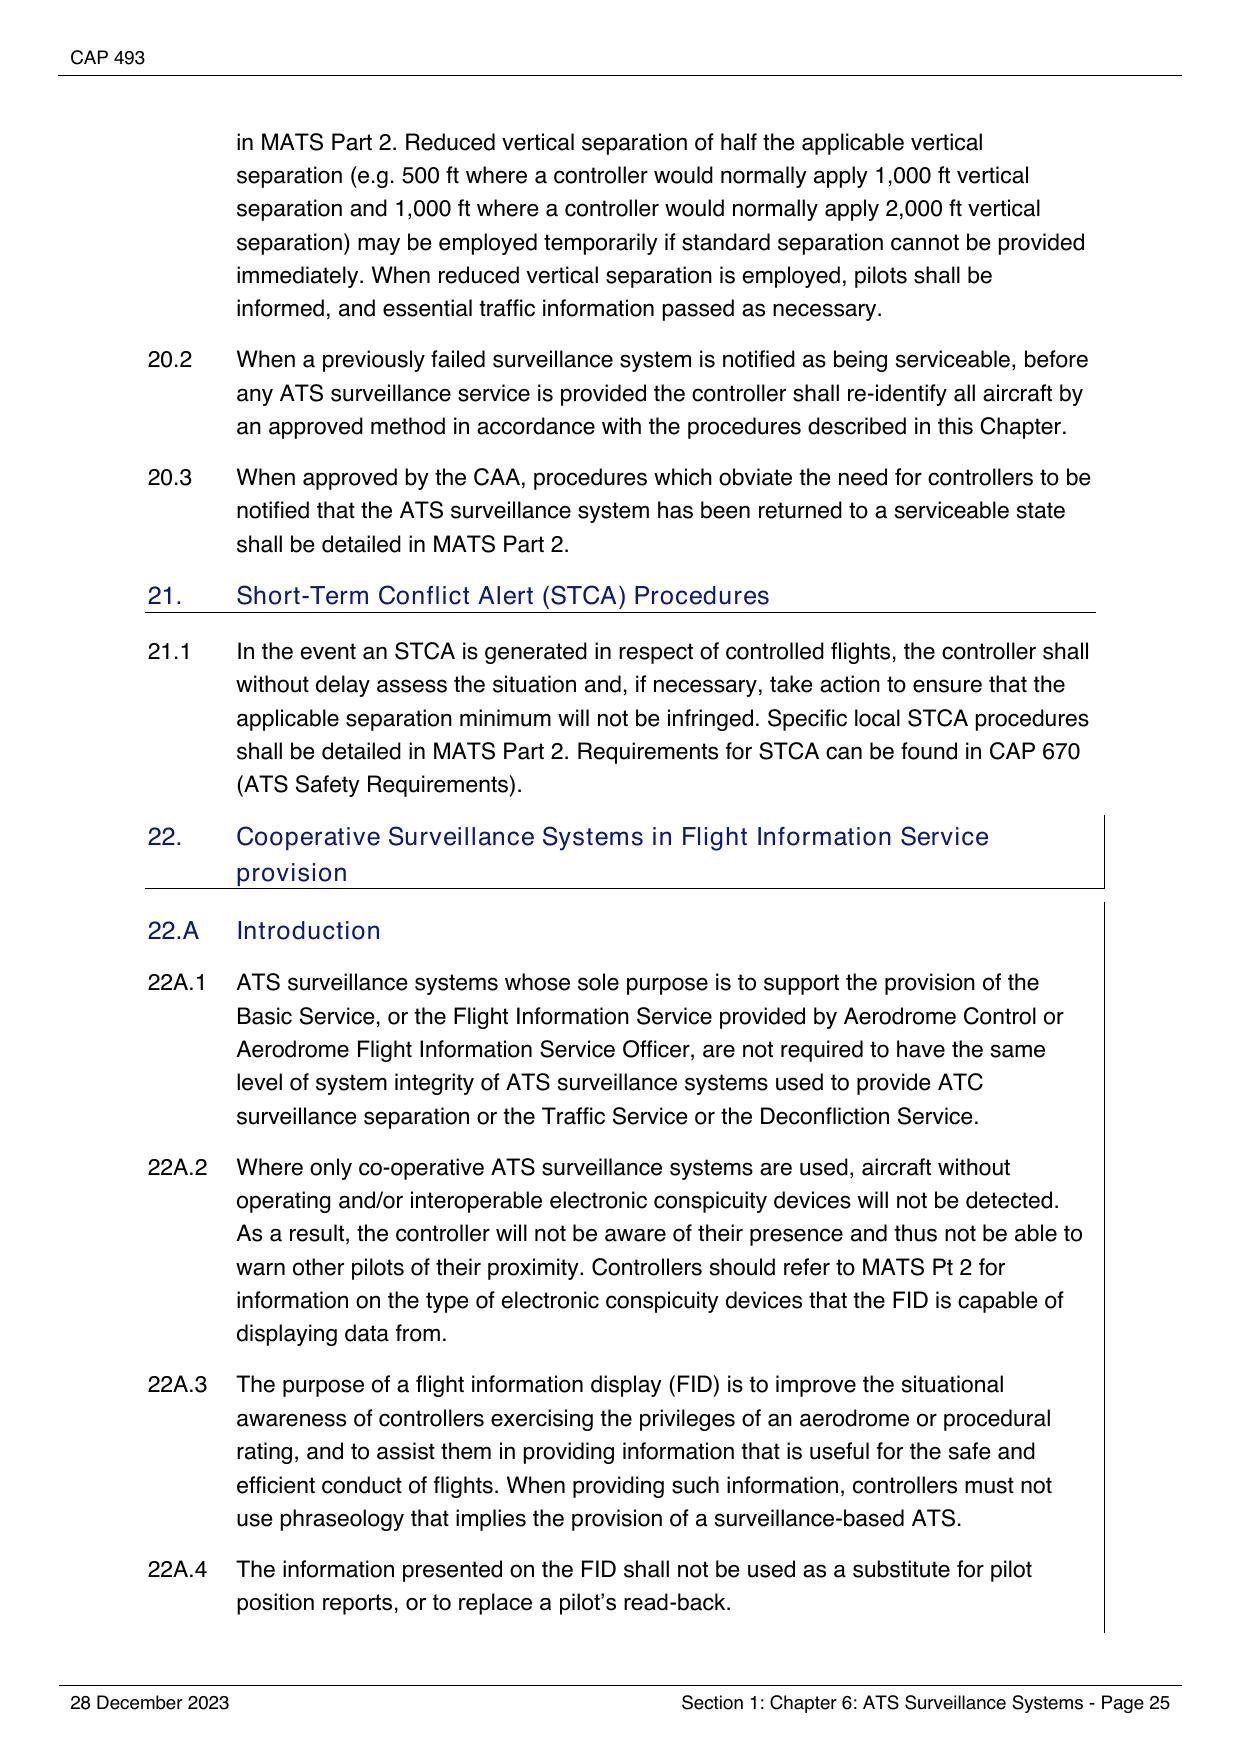 CAP 493
in MATS Part 2. Reduced vertical separation of half the applicable vertical
separation (e.g. 500 ft where a controller would normally apply 1,000 ft vertical
separation and 1,000 ft where a controller would normally apply 2,000 ft vertical
separation) may be employed temporarily if standard separation cannot be provided
immediately. When reduced vertical separation is employed, pilots shall be
informed, and essential traffic information passed as necessary.
20.2 When a previously failed surveillance system is notified as being serviceable, before
any ATS surveillance service is provided the controller shall re-identify all aircraft by
an approved method in accordance with the procedures described in this Chapter.
20.3 When approved by the CAA, procedures which obviate the need for controllers to be
notified that the ATS surveillance system has been returned to a serviceable state
shall be detailed in MATS Part 2.
21. Short-Term Conflict Alert (STCA) Procedures
21.1 In the event an STCA is generated in respect of controlled flights, the controller shall
without delay assess the situation and, if necessary, take action to ensure that the
applicable separation minimum will not be infringed. Specific local STCA procedures
shall be detailed in MATS Part 2. Requirements for STCA can be found in CAP 670
(ATS Safety Requirements).
22. Cooperative Surveillance Systems in Flight Information Service
provision
22.A Introduction
22A.1 ATS surveillance systems whose sole purpose is to support the provision of the
Basic Service, or the Flight Information Service provided by Aerodrome Control or
Aerodrome Flight Information Service Officer, are not required to have the same
level of system integrity of ATS surveillance systems used to provide ATC
surveillance separation or the Traffic Service or the Deconfliction Service.
22A.2 Where only co-operative ATS surveillance systems are used, aircraft without
operating and/or interoperable electronic conspicuity devices will not be detected.
As a result, the controller will not be aware of their presence and thus not be able to
warn other pilots of their proximity. Controllers should refer to MATS Pt 2 for
information on the type of electronic conspicuity devices that the FID is capable of
displaying data from.
22A.3 The purpose of a flight information display (FID) is to improve the situational
awareness of controllers exercising the privileges of an aerodrome or procedural
rating, and to assist them in providing information that is useful for the safe and
efficient conduct of flights. When providing such information, controllers must not
use phraseology that implies the provision of a surveillance-based ATS.
22A.4 The information presented on the FID shall not be used as a substitute for pilot
position reports, or to replace a pilot’s read-back.
28 December 2023 Section 1: Chapter 6: ATS Surveillance Systems - Page 25